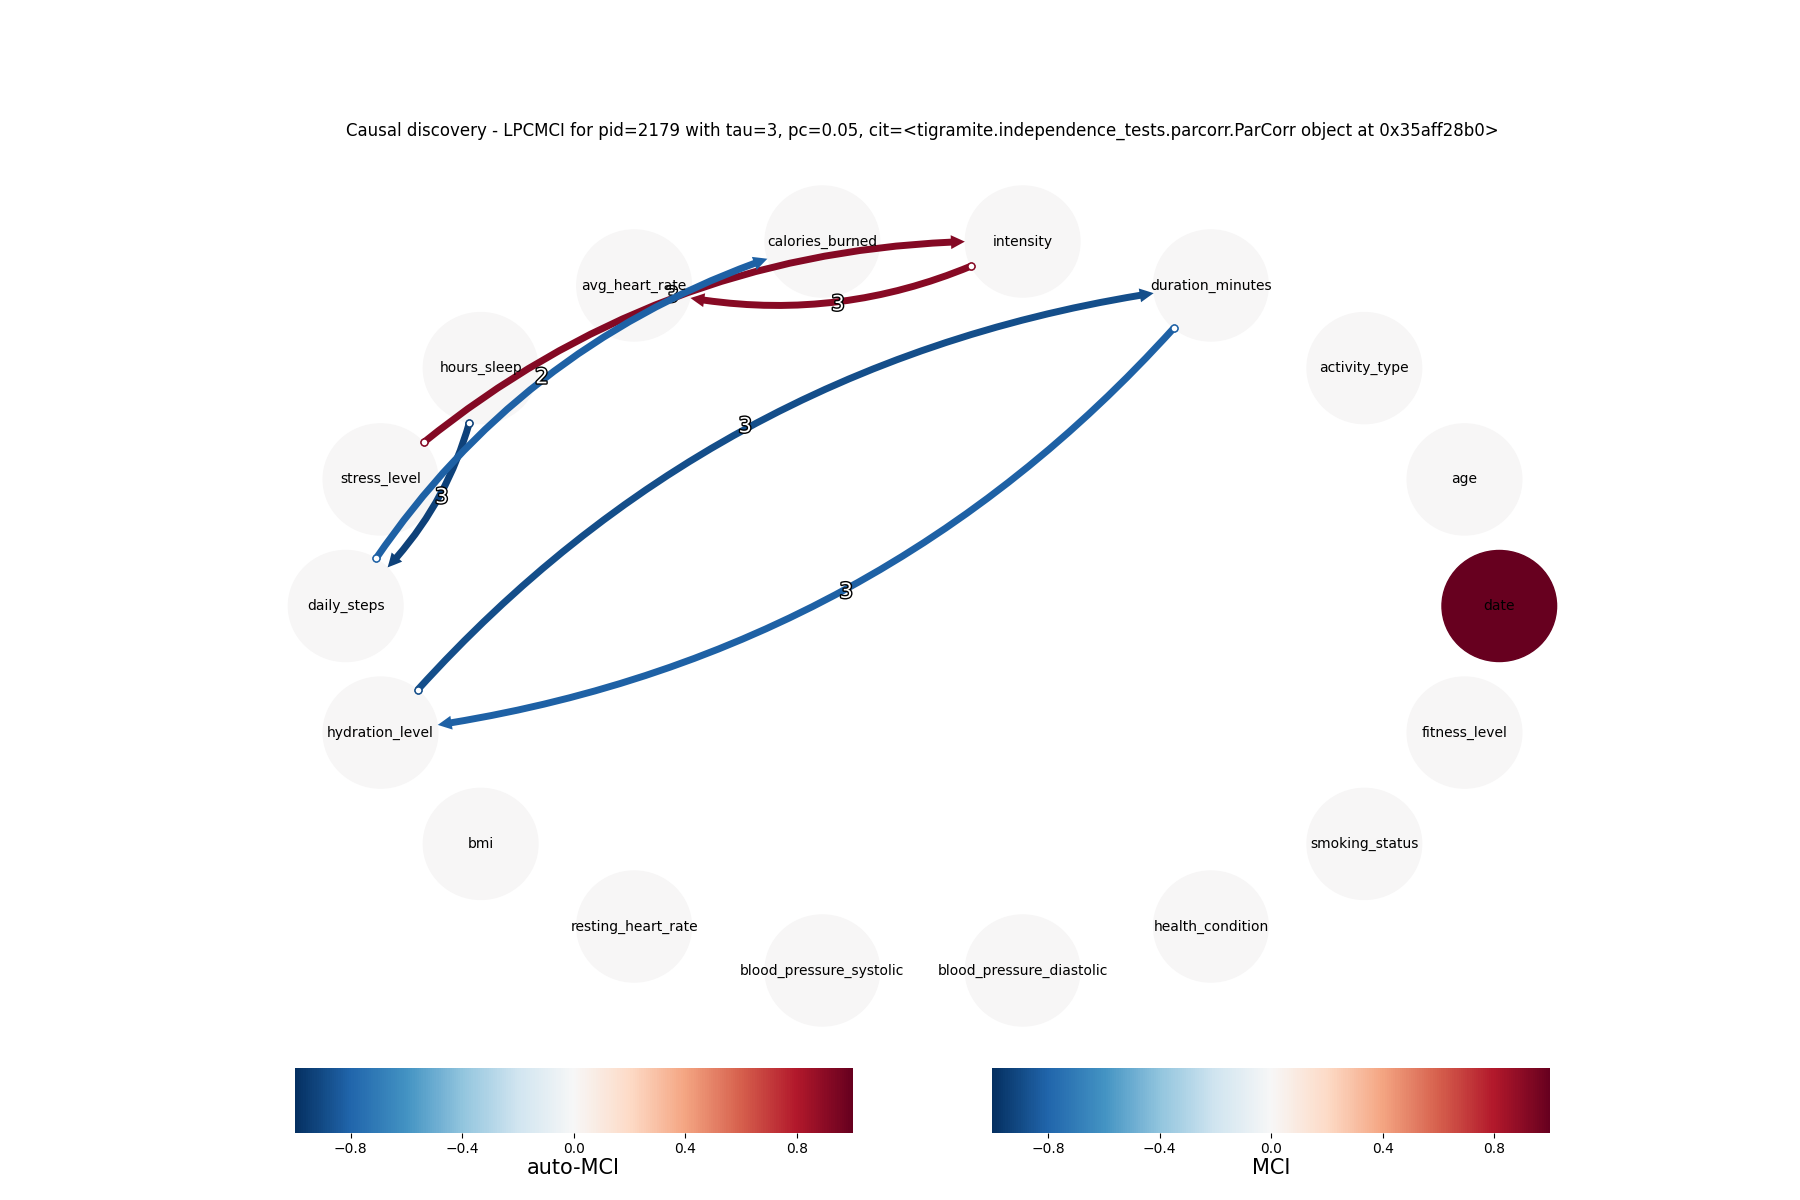 Causal discovery - LPCMCI for pid=2179 with tau=3, pc=0.05, cit=<tigramite.independence_tests.parcorr.ParCorr object at 0x35aff28b0>
calories_burned
intensity
avg_heart_rate
duration_minutes
3
3
hours_sleep
2
activity_type
3
stress_level
3
age
daily_steps
3
date
hydration_level
fitness_level
bmi
smoking_status
resting_heart_rate
health_condition
blood_pressure_systolic
blood_pressure_diastolic
−0.8 −0.4 0.0 0.4 0.8
auto-MCI
−0.8 −0.4 0.0 0.4 0.8
MCI